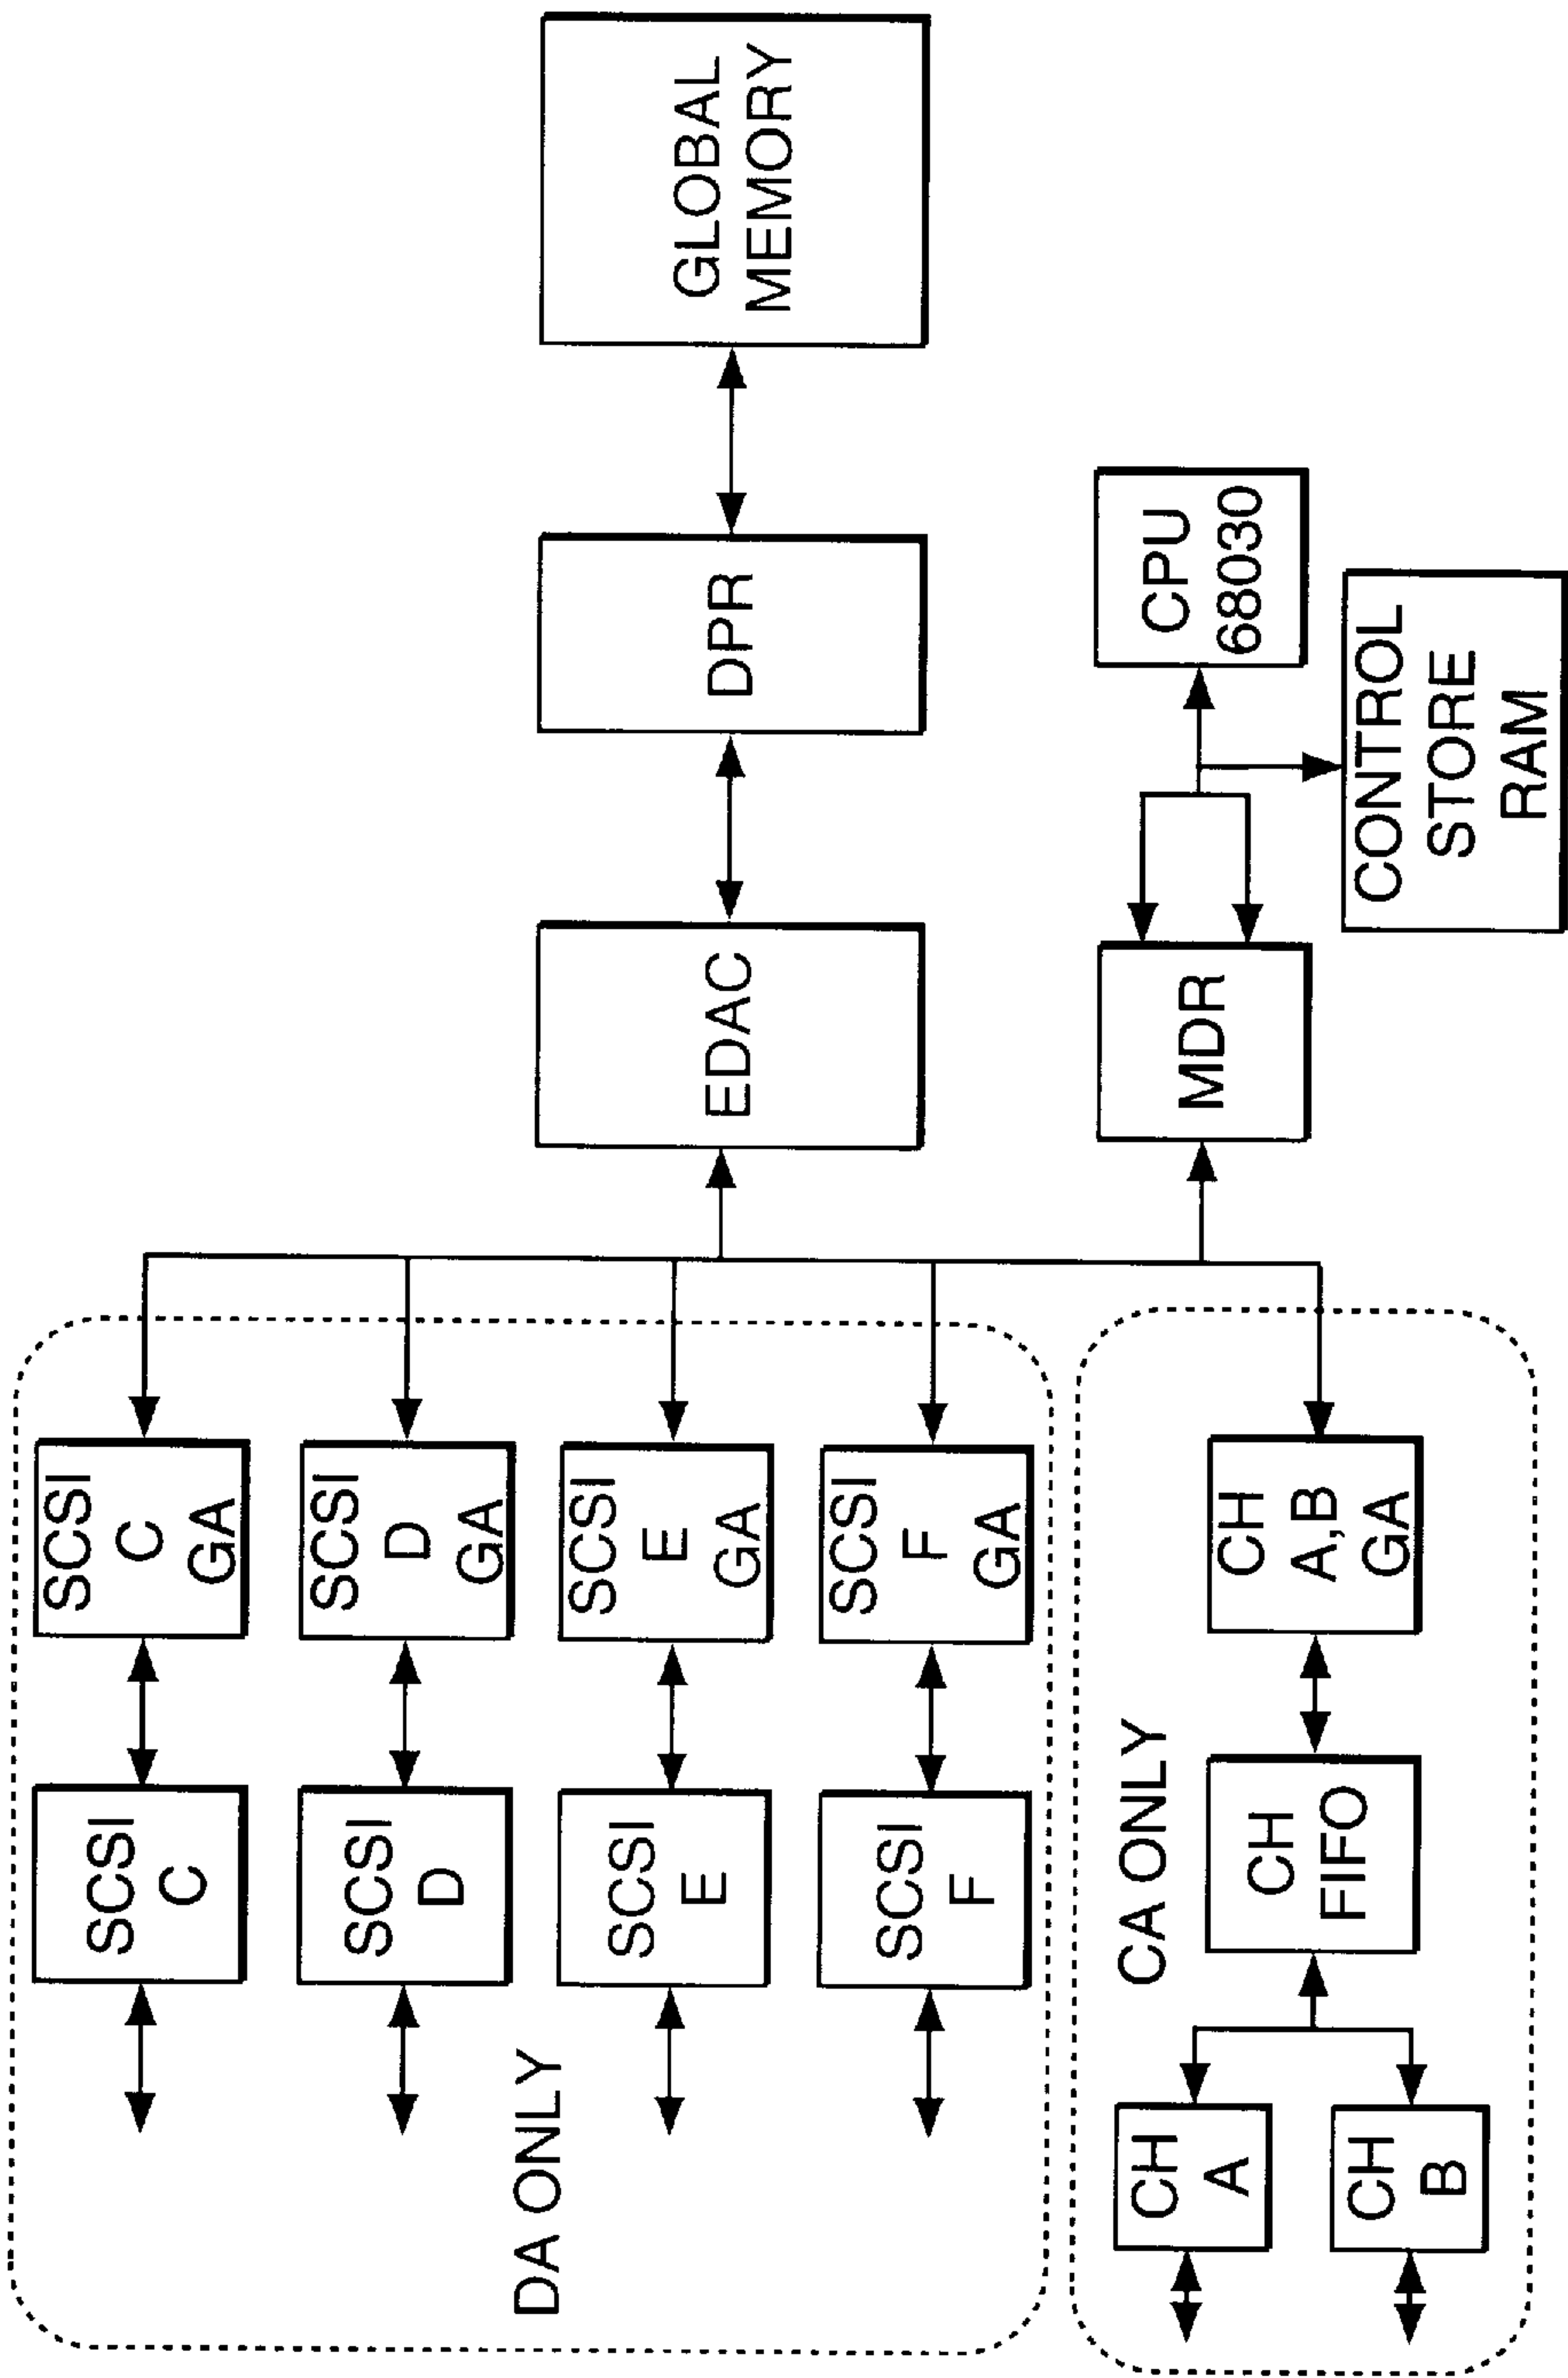 SCSI
C
SCSI
C
GA
SCSI
D
SCSI
D
GA
DA ONLY
SCSI
E
SCSI
E
GA
SCSI
F
SCSI
F
GA
EDAC
DPR
GLOBAL
MEMORY
CA ONLY
CH
A
CH
B
CH
FIFO
CH
A,B
GA
MDR
CPU
68030
CONTROL
STORE
RAM